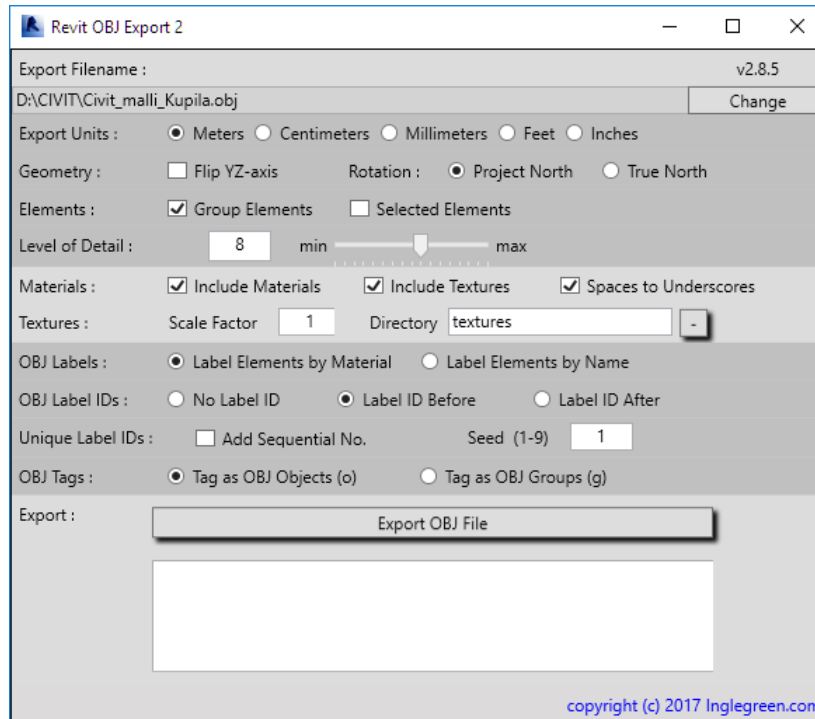 Revit OBJ Export 2
Export Filename : v2.8.5
D:\CIVIT\Civit_malli_Kupila.obj Change
Export Units : Meters Centimeters Millimeters Feet Inches
Geometry : Flip YZ-axis Rotation : Project North True North
Elements : Group Elements Selected Elements
Level of Detail : 8 min max
Materials : Include Materials Include Textures Spaces to Underscores
Textures : Scale Factor 1 Directory textures -
OBJ Labels : Label Elements by Material Label Elements by Name
OBJ Label IDs : No Label ID Label ID Before Label ID After
Unique Label IDs : Add Sequential No. Seed (1-9) 1
OBJ Tags : Tag as OBJ Objects (o) Tag as OBJ Groups (g)
Export : Export OBJ File
copyright (c) 2017 Inglegreen.com